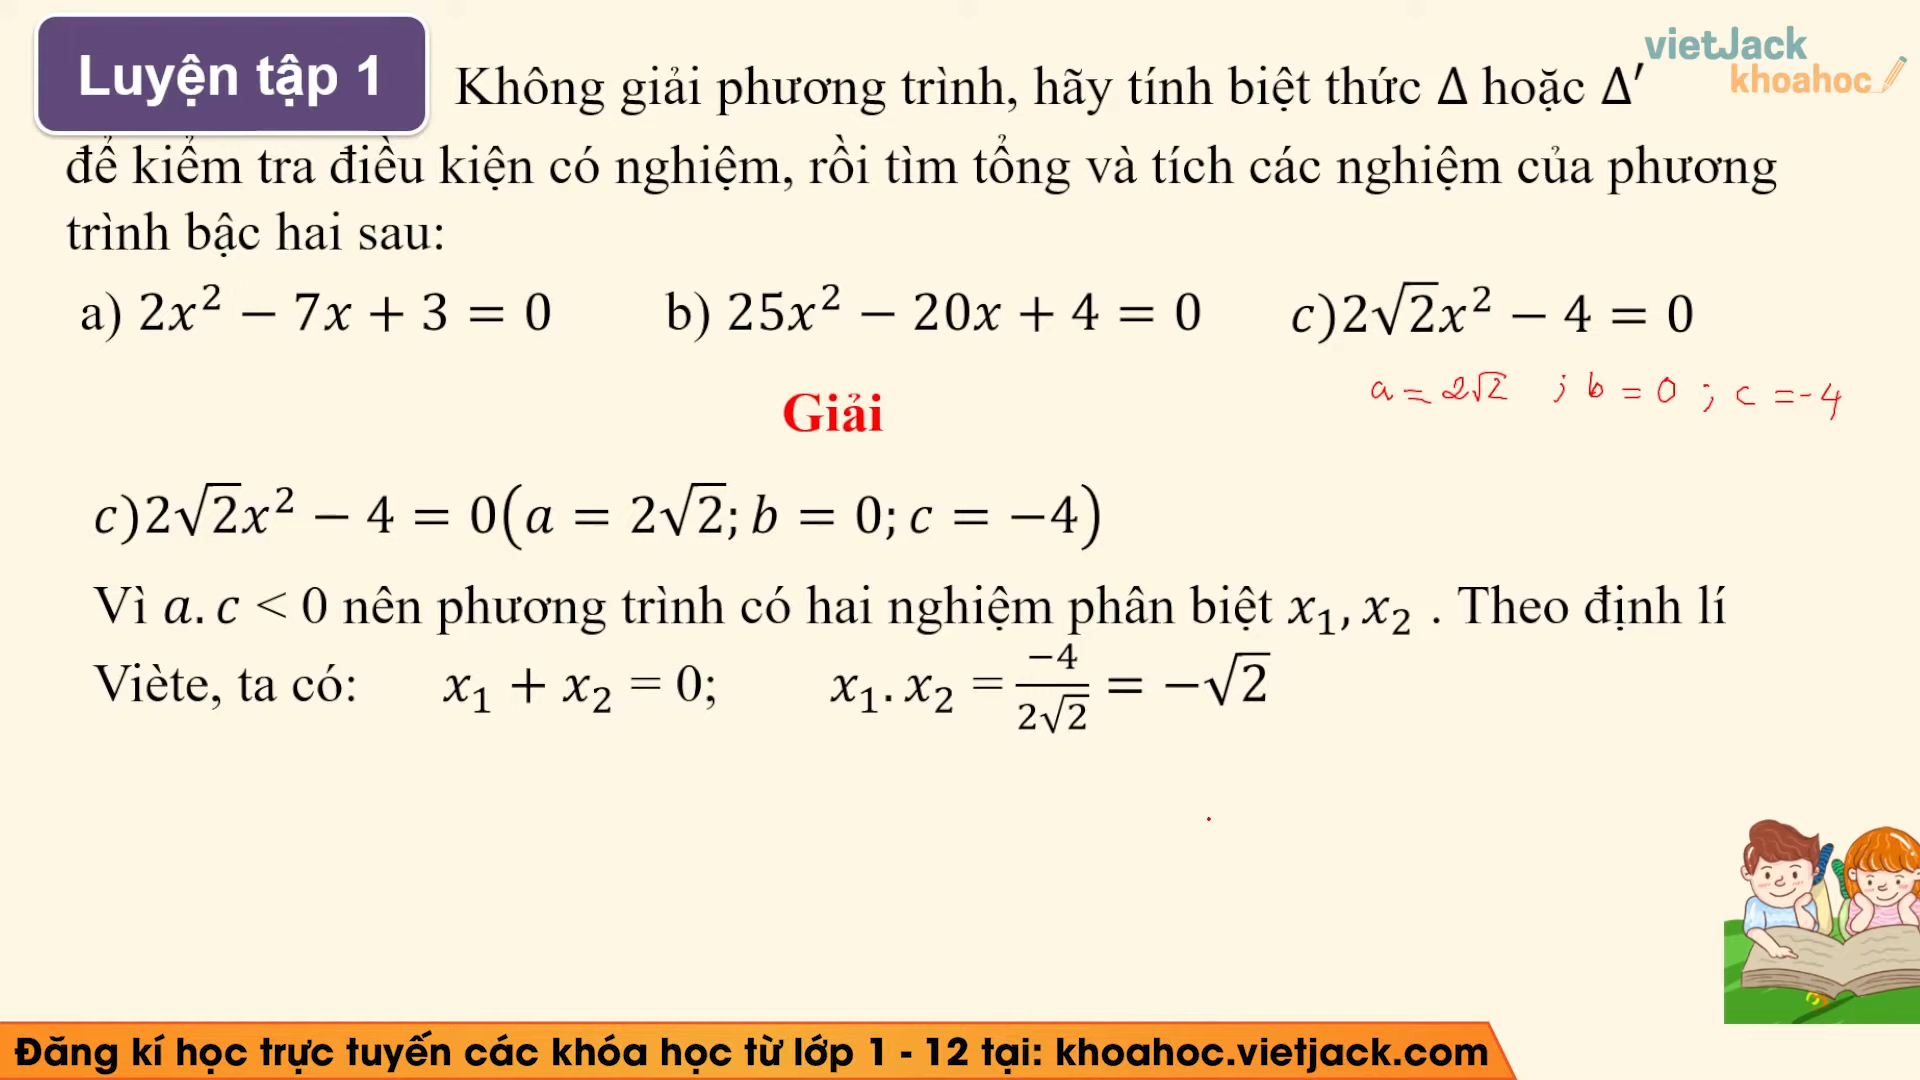 Luyện tập 1
Không giải phương trình, hãy tính biệt thức Δ hoặc Δ′
vietJack
khoahoc
để kiểm tra điều kiện có nghiệm, rồi tìm tổng và tích các nghiệm của phương
trình bậc hai sau:
a) 2x² − 7x + 3 = 0 b) 25x² − 20x + 4 = 0 c)2√2x² − 4 = 0
a = 2√2 ; b = 0 ; c = -4
Giải
c)2√2x² − 4 = 0(a = 2√2; b = 0; c = −4)
Vì a. c < 0 nên phương trình có hai nghiệm phân biệt x₁, x₂ . Theo định lí
Viète, ta có: x₁ + x₂ = 0; x₁. x₂ = −4/2√2 = −√2
Đăng kí học trực tuyến các khóa học từ lớp 1 - 12 tại: khoahoc.vietjack.com